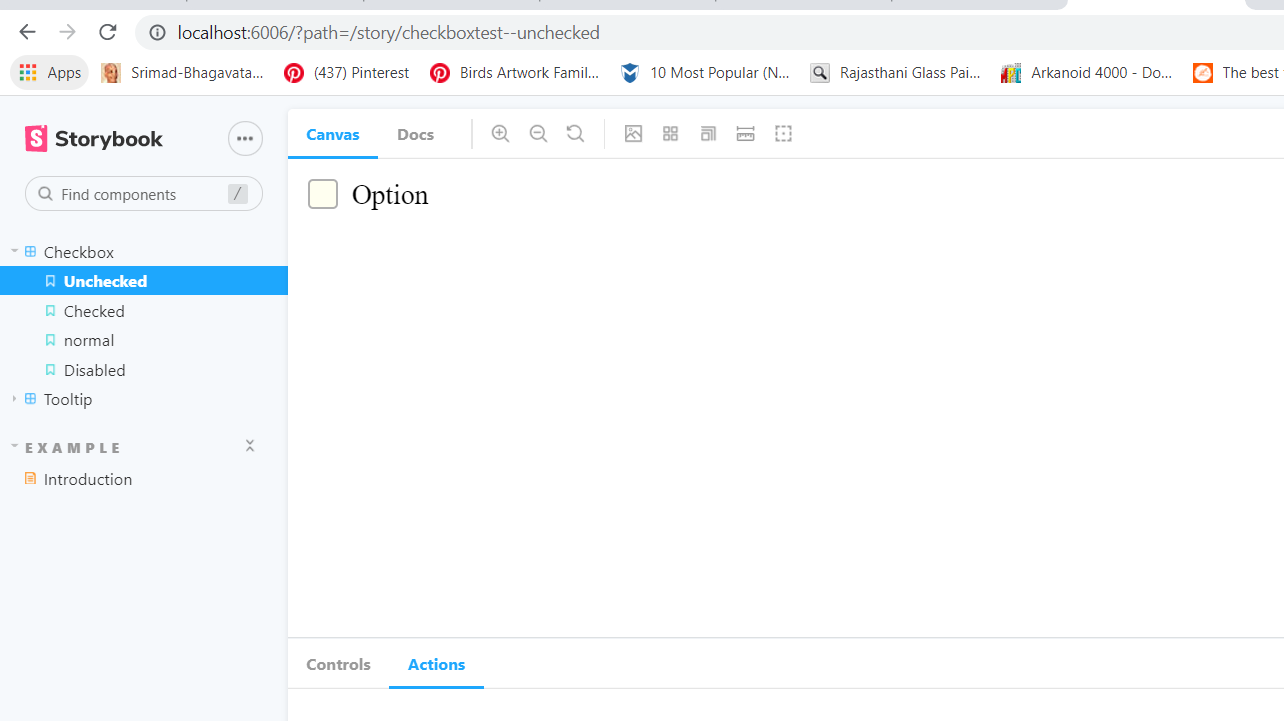 localhost:6006/?path=/story/checkboxtest--unchecked
Apps Srimad-Bhagavata... (437) Pinterest Birds Artwork Famil... 10 Most Popular (N... Rajasthani Glass Pai... Arkanoid 4000 - Do... The best
S Storybook
Canvas Docs
Find components /
Option
Checkbox
Unchecked
Checked
normal
Disabled
Tooltip
EXAMPLE
Introduction
Controls Actions